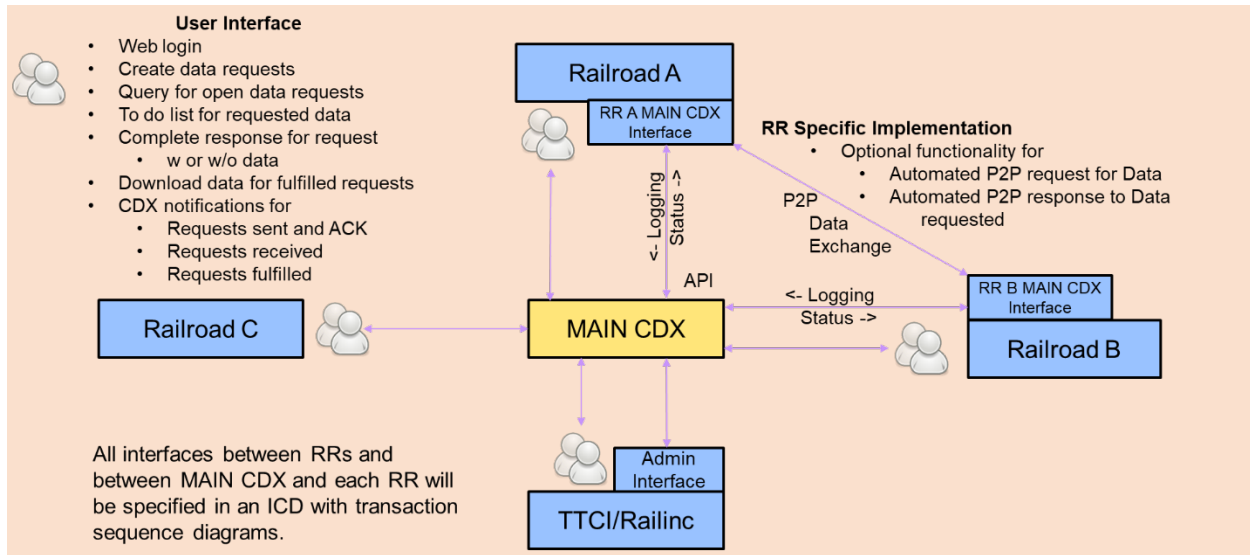 User Interface
• Web login
• Create data requests
• Query for open data requests
• To do list for requested data
• Complete response for request
• w or w/o data
• Download data for fulfilled requests
• CDX notifications for
• Requests sent and ACK
• Requests received
• Requests fulfilled
Railroad A
RR A MAIN CDX
Interface
RR Specific Implementation
• Optional functionality for
• Automated P2P request for Data
• Automated P2P response to Data
requested
<- Logging
Status ->
P2P
Data
Exchange
API
RR B MAIN CDX
Interface
Railroad B
<- Logging
Status ->
Railroad C
MAIN CDX
Admin
Interface
TTCI/Railinc
All interfaces between RRs and
between MAIN CDX and each RR will
be specified in an ICD with transaction
sequence diagrams.